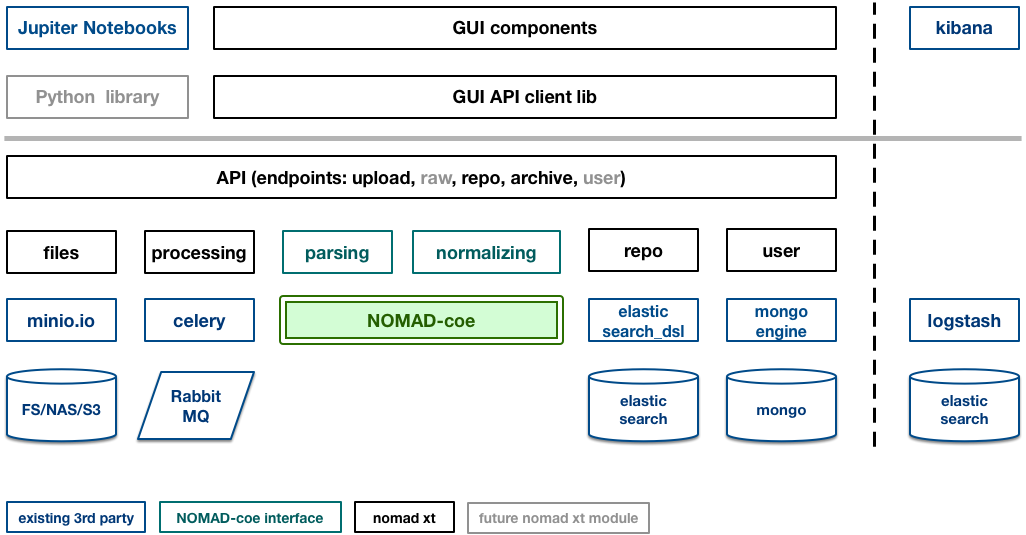 Jupiter Notebooks
GUI components
kibana
Python library
GUI API client lib
API (endpoints: upload, raw, repo, archive, user)
files
processing
parsing
normalizing
repo
user
minio.io
celery
NOMAD-coe
elastic
search_dsl
mongo
engine
logstash
FS/NAS/S3
Rabbit
MQ
elastic
search
mongo
elastic
search
existing 3rd party
NOMAD-coe interface
nomad xt
future nomad xt module